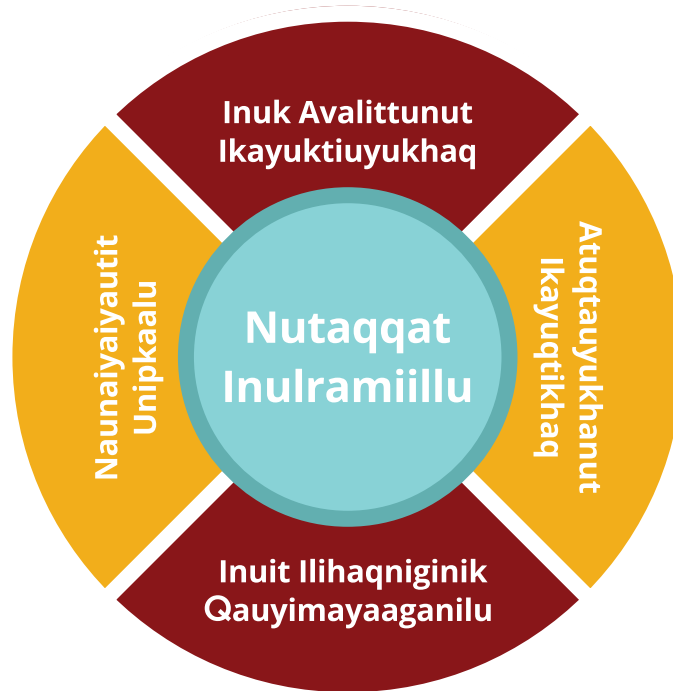 Inuk Avalittunut
Ikayuktiuyukhaq
Atuqtauyukhanut
Ikayuqtikhaq
Nutaqqat
Inulramiillu
Naunaiyaiyautit
Unipkaalu
Inuit Ilihaqniginik
Qauyimayaaganilu